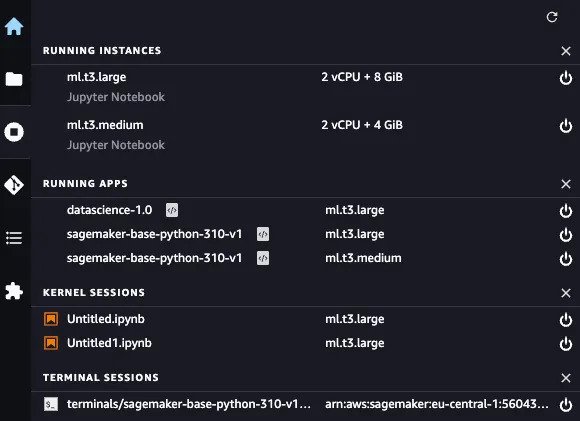 RUNNING INSTANCES
ml.t3.large 2 vCPU + 8 GiB
Jupyter Notebook
ml.t3.medium 2 vCPU + 4 GiB
Jupyter Notebook
RUNNING APPS
datascience-1.0 ml.t3.large
sagemaker-base-python-310-v1 ml.t3.large
sagemaker-base-python-310-v1 ml.t3.medium
KERNEL SESSIONS
Untitled.ipynb ml.t3.large
Untitled1.ipynb ml.t3.large
TERMINAL SESSIONS
terminals/sagemaker-base-python-310-v1... arn:aws:sagemaker:eu-central-1:56043...